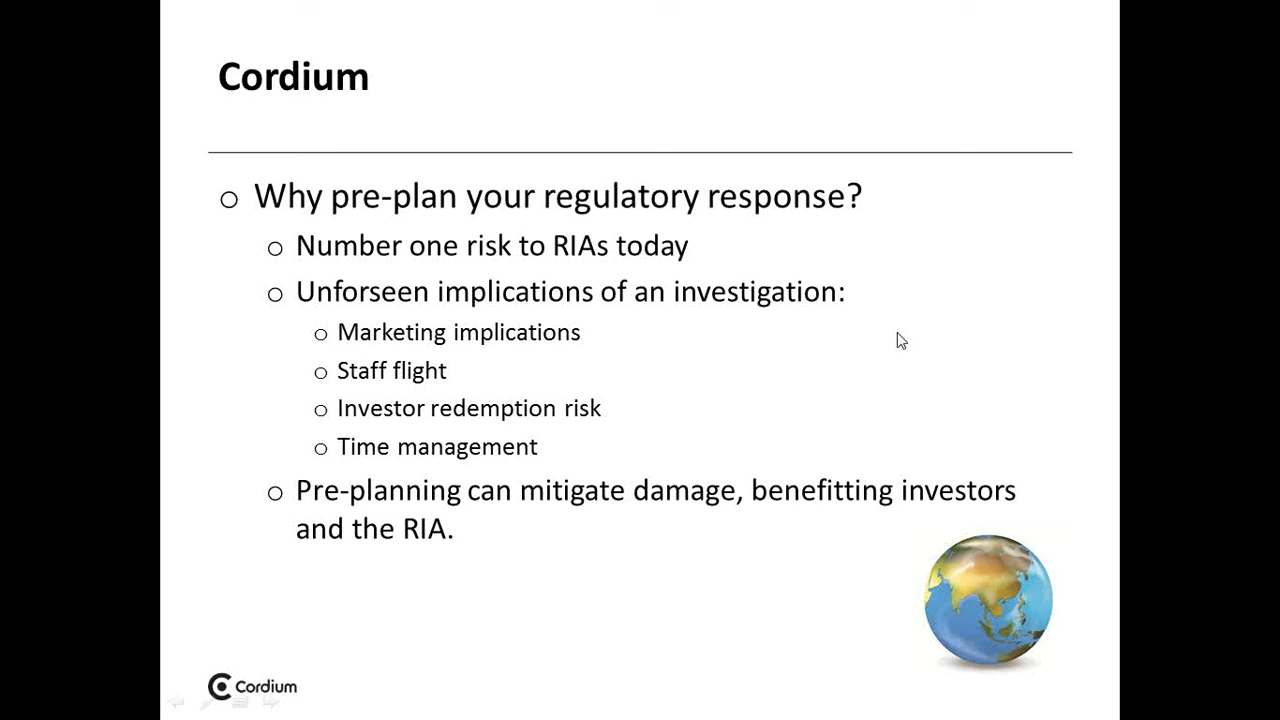 Cordium
o Why pre-plan your regulatory response?
o Number one risk to RIAs today
o Unforseen implications of an investigation:
o Marketing implications
o Staff flight
o Investor redemption risk
o Time management
o Pre-planning can mitigate damage, benefitting investors
and the RIA.
Cordium